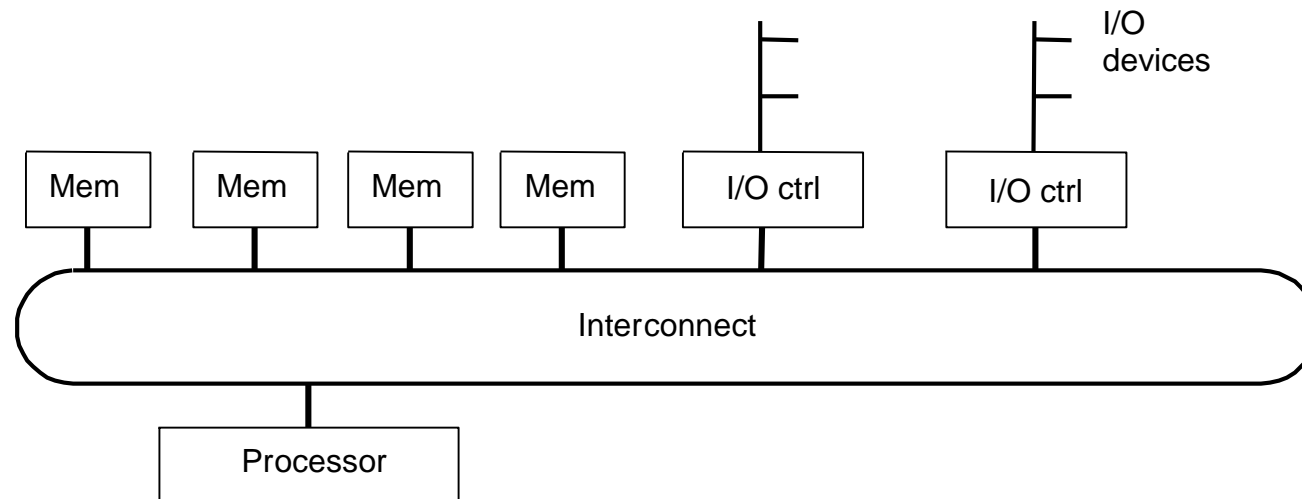 I/O
devices
Mem
Mem
Mem
Mem
I/O ctrl
I/O ctrl
Interconnect
Processor